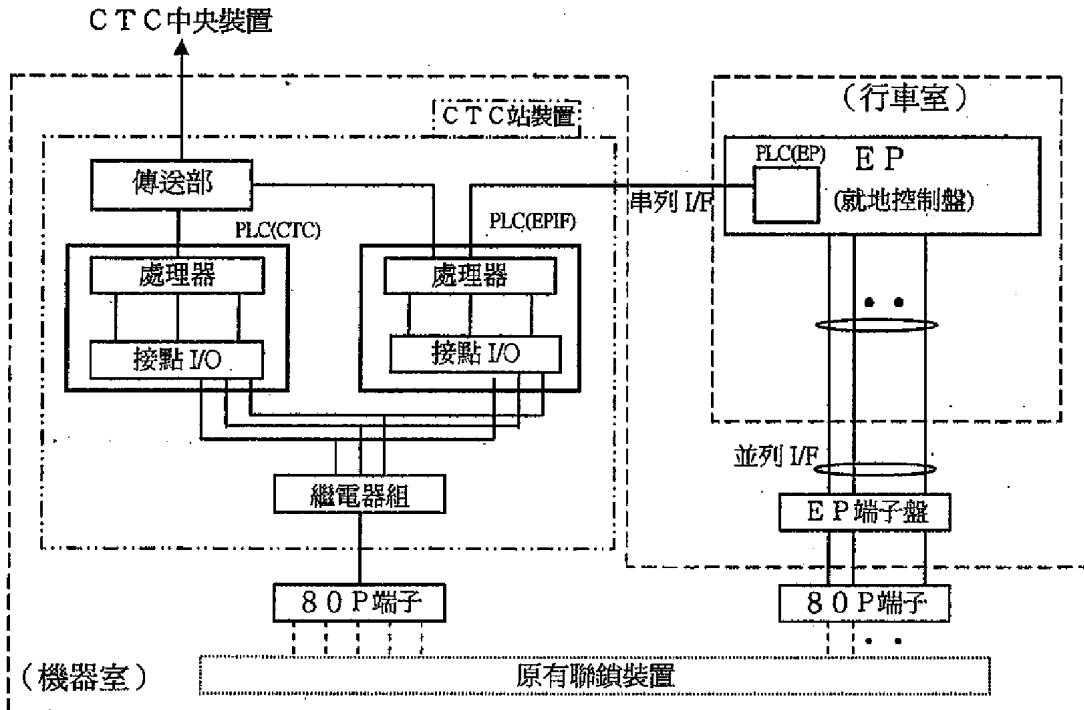 ＣＴＣ中央裝置
ＣＴＣ站裝置
（行車室）
傳送部
PLC(EP)
ＥＰ
(就地控制盤)
串列 I/F
PLC(CTC)
PLC(EPIF)
處理器
處理器
接點 I/O
接點 I/O
並列 I/F
繼電器組
ＥＰ端子盤
８０Ｐ端子
８０Ｐ端子
（機器室）
原有聯鎖裝置